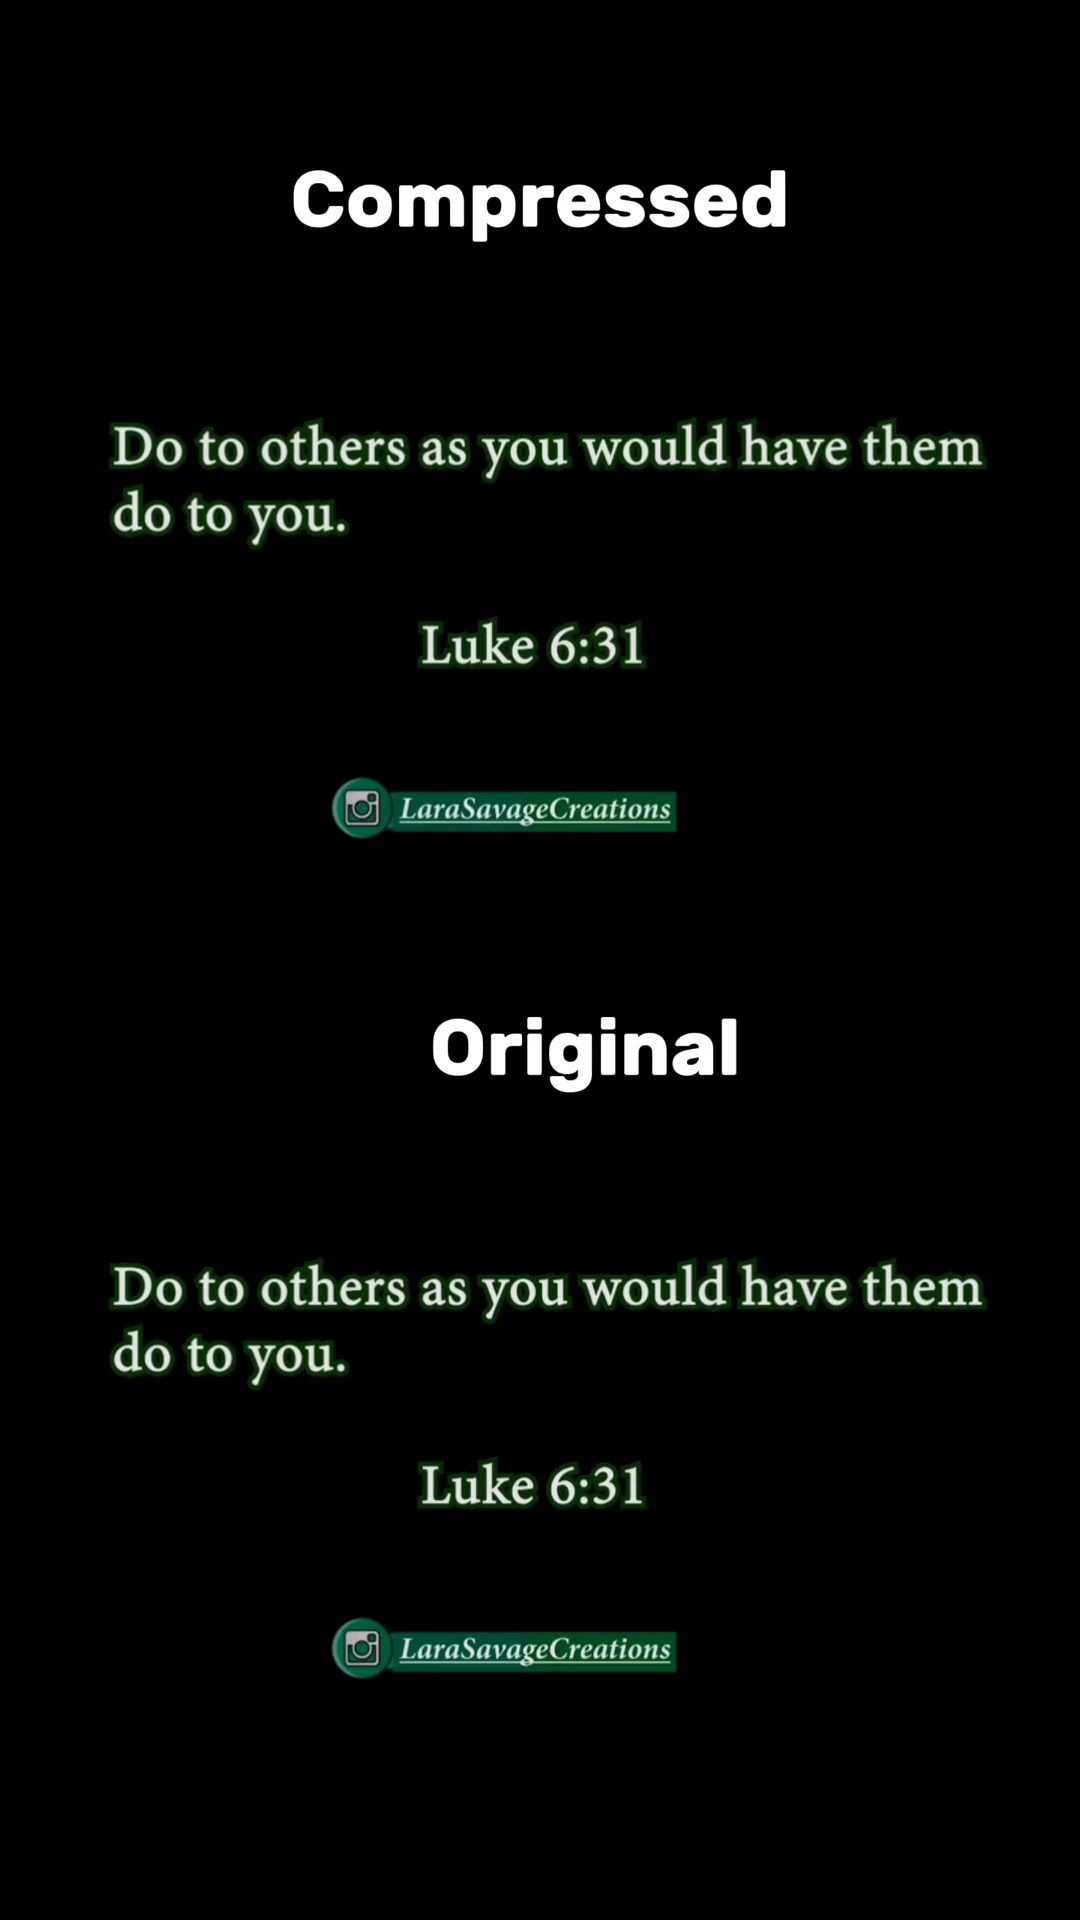 Compressed
Do to others as you would have them
do to you.
Luke 6:31
LaraSavageCreations
Original
Do to others as you would have them
do to you.
Luke 6:31
LaraSavageCreations